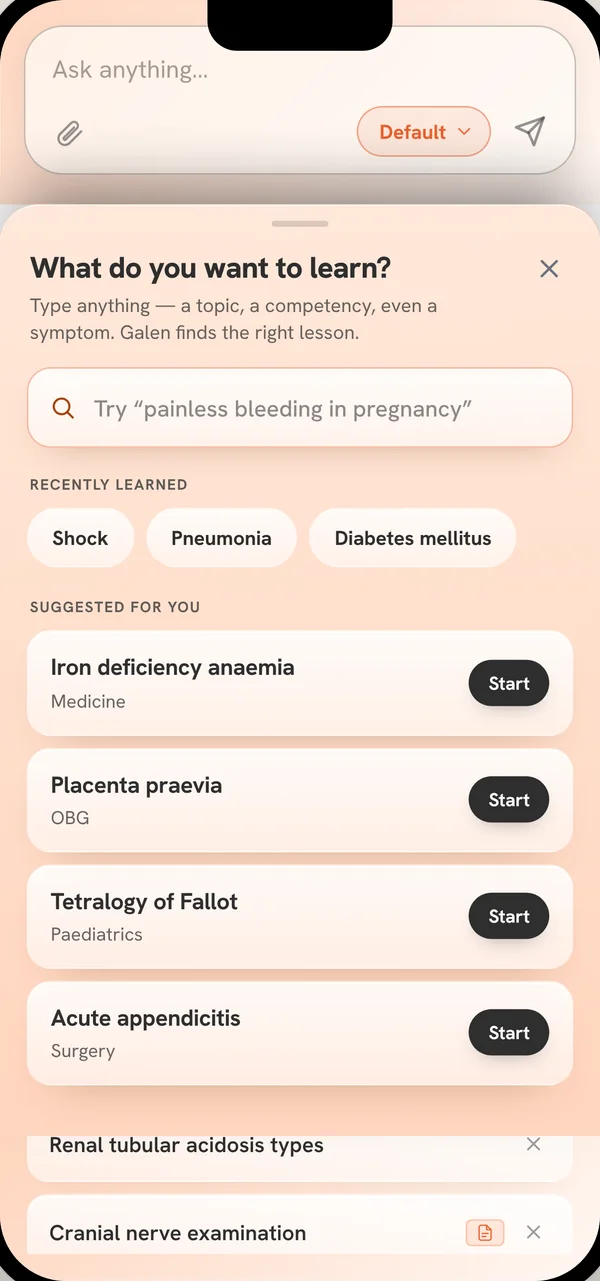 Ask anything...
Default
What do you want to learn?
Type anything — a topic, a competency, even a
symptom. Galen finds the right lesson.
Try “painless bleeding in pregnancy”
RECENTLY LEARNED
Shock
Pneumonia
Diabetes mellitus
SUGGESTED FOR YOU
Iron deficiency anaemia
Medicine
Start
Placenta praevia
OBG
Start
Tetralogy of Fallot
Paediatrics
Start
Acute appendicitis
Surgery
Start
Renal tubular acidosis types
Cranial nerve examination